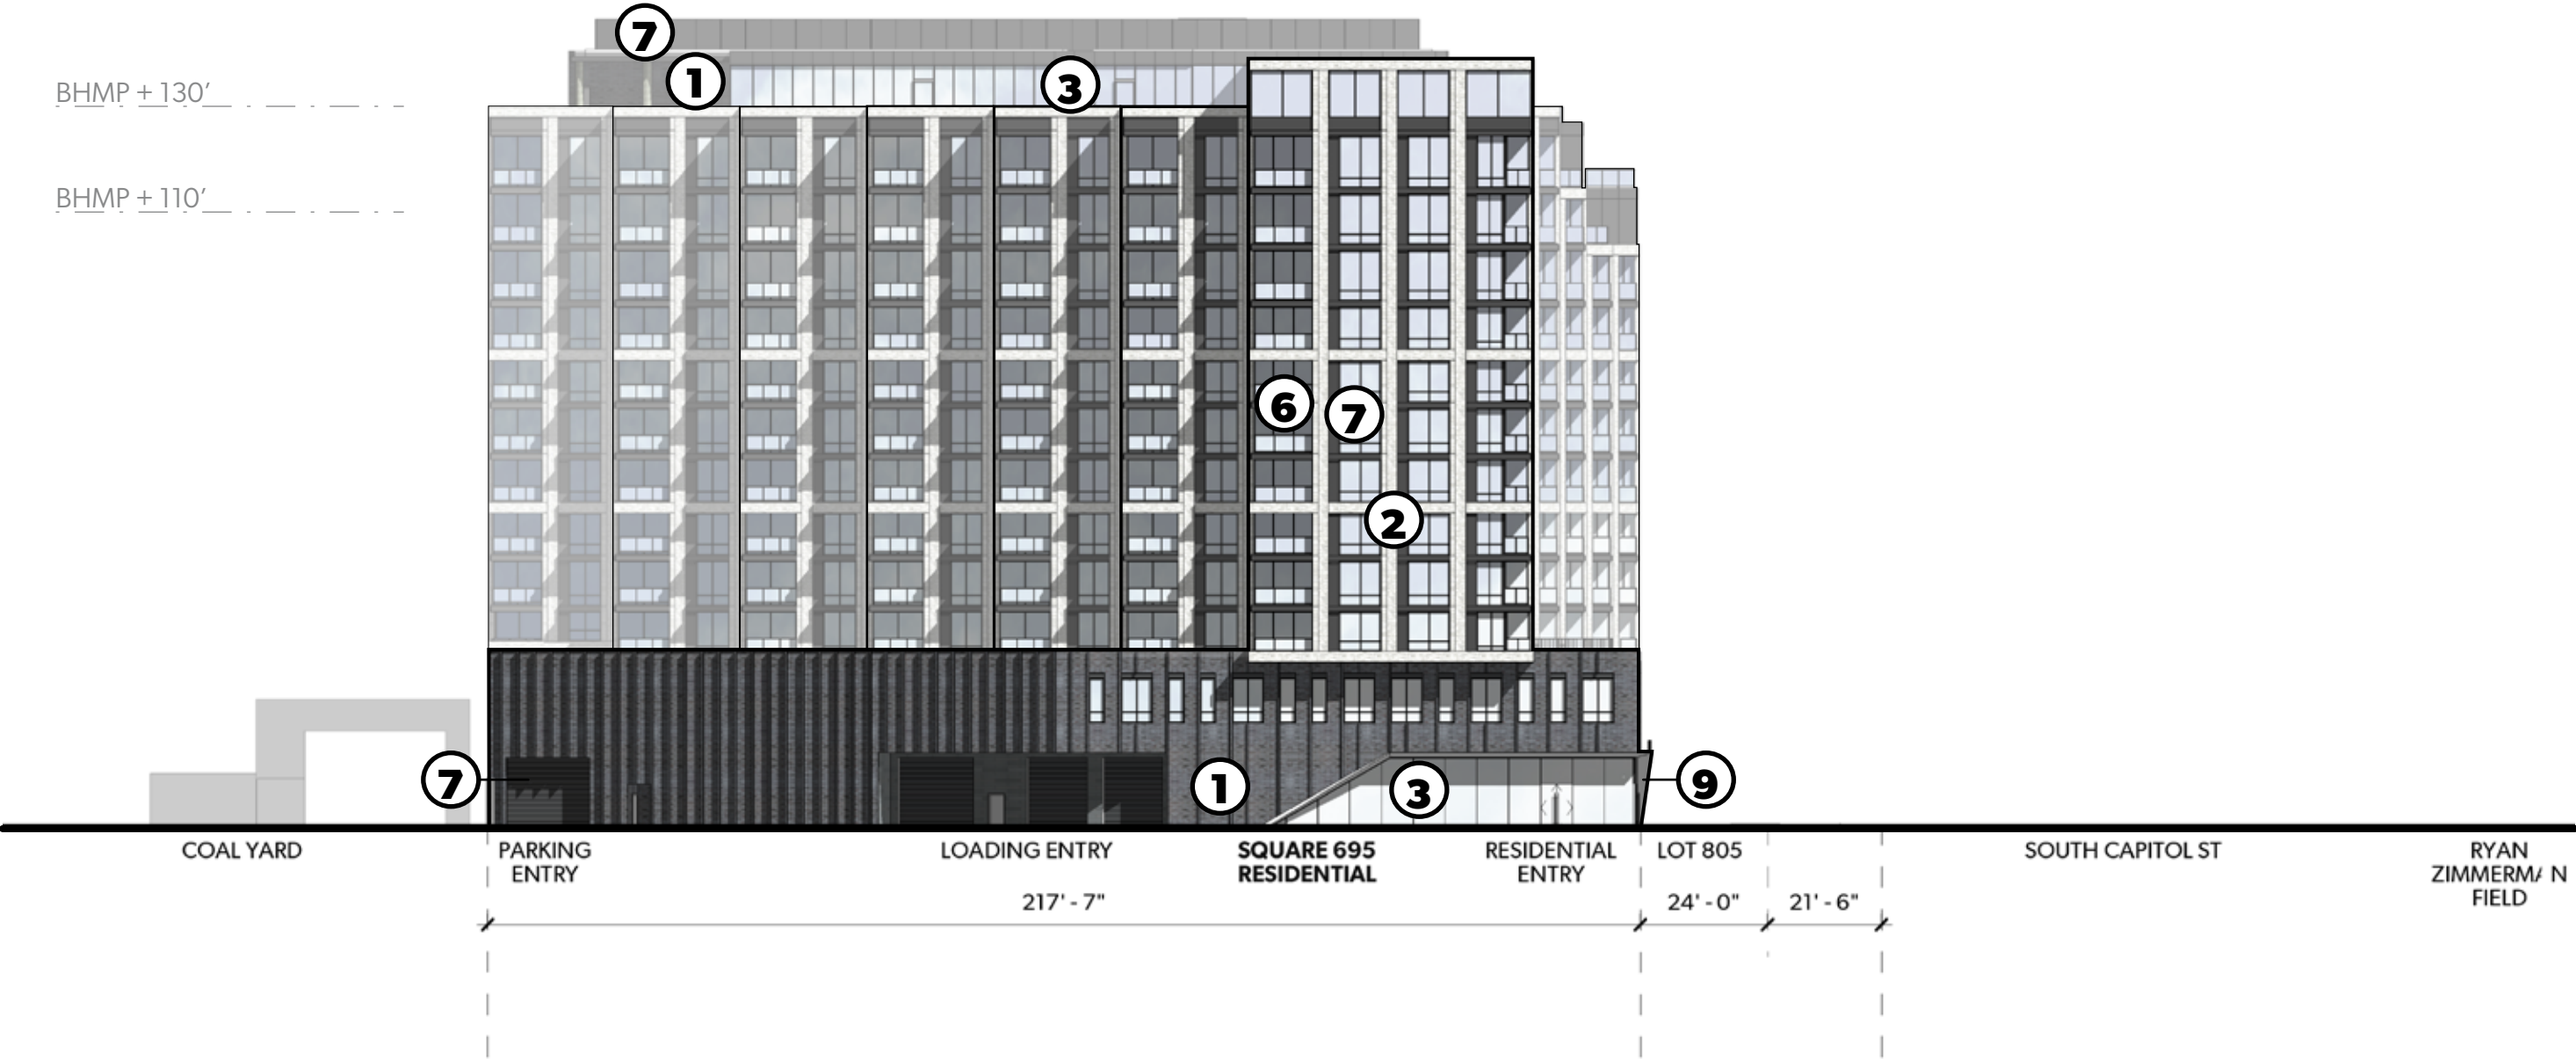 7
1
3
BHMP + 130′
BHMP + 110′
6
7
2
7
1
3
9
COAL YARD
PARKING
ENTRY
LOADING ENTRY
SQUARE 695
RESIDENTIAL
RESIDENTIAL
ENTRY
LOT 805
SOUTH CAPITOL ST
RYAN
ZIMMERMAN
FIELD
217' - 7"
24' - 0"
21' - 6"